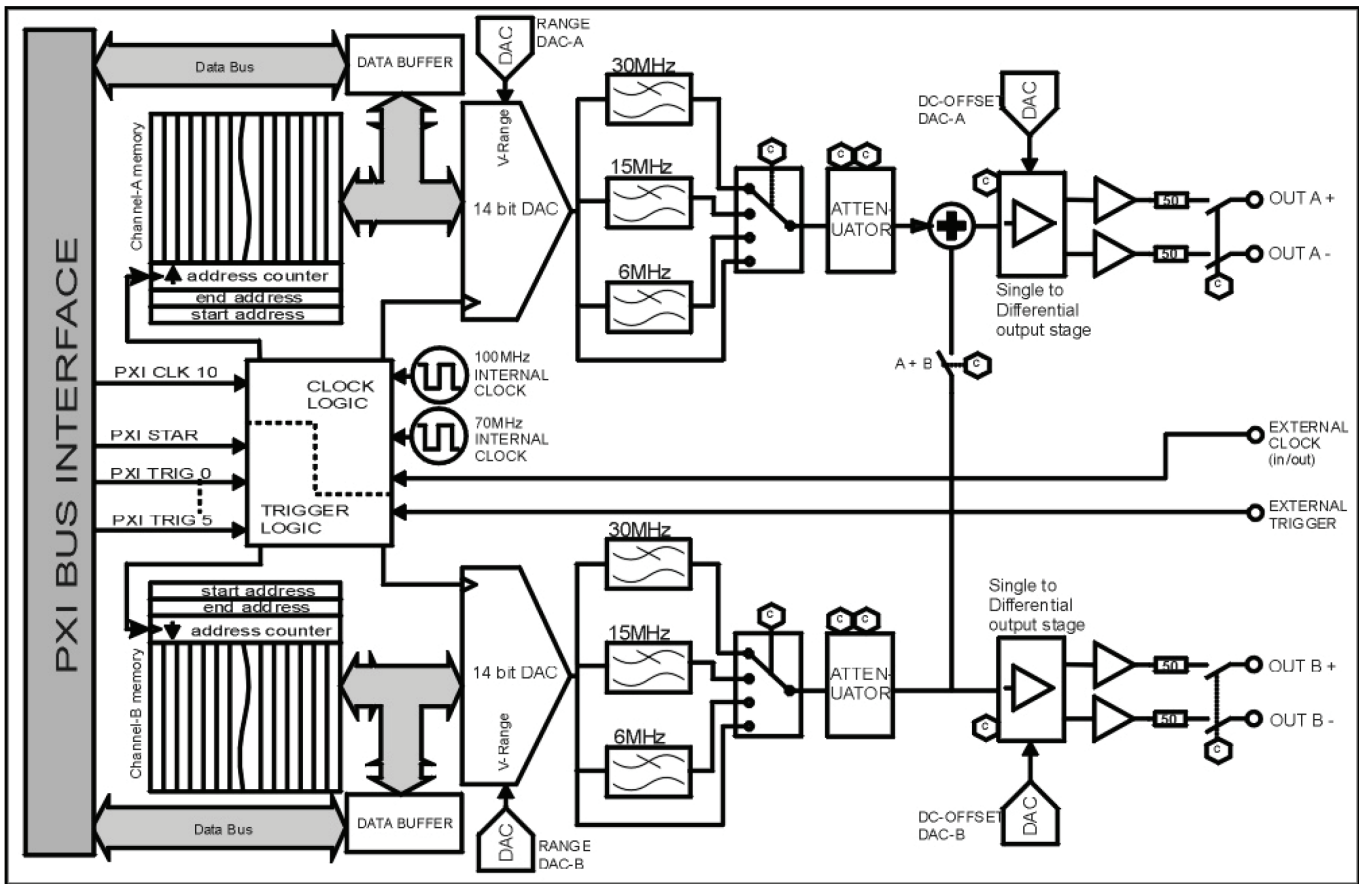 PXI BUS INTERFACE
Data Bus
DATA BUFFER
DAC
RANGE
DAC-A
Channel-A memory
address counter
end address
start address
V-Range
14 bit DAC
30MHz
15MHz
6MHz
C
C C
ATTEN-
UATOR
DC-OFFSET
DAC-A
DAC
C
Single to
Differential
output stage
50
50
OUT A +
OUT A -
C
A + B
C
PXI CLK 10
PXI STAR
PXI TRIG 0
PXI TRIG 5
CLOCK
LOGIC
TRIGGER
LOGIC
100MHz
INTERNAL
CLOCK
70MHz
INTERNAL
CLOCK
EXTERNAL
CLOCK
(in/out)
EXTERNAL
TRIGGER
start address
end address
address counter
Channel-B memory
Data Bus
DATA BUFFER
14 bit DAC
V-Range
DAC
RANGE
DAC-B
30MHz
15MHz
6MHz
C
C C
ATTEN-
UATOR
Single to
Differential
output stage
C
DC-OFFSET
DAC-B
DAC
50
50
OUT B +
OUT B -
C